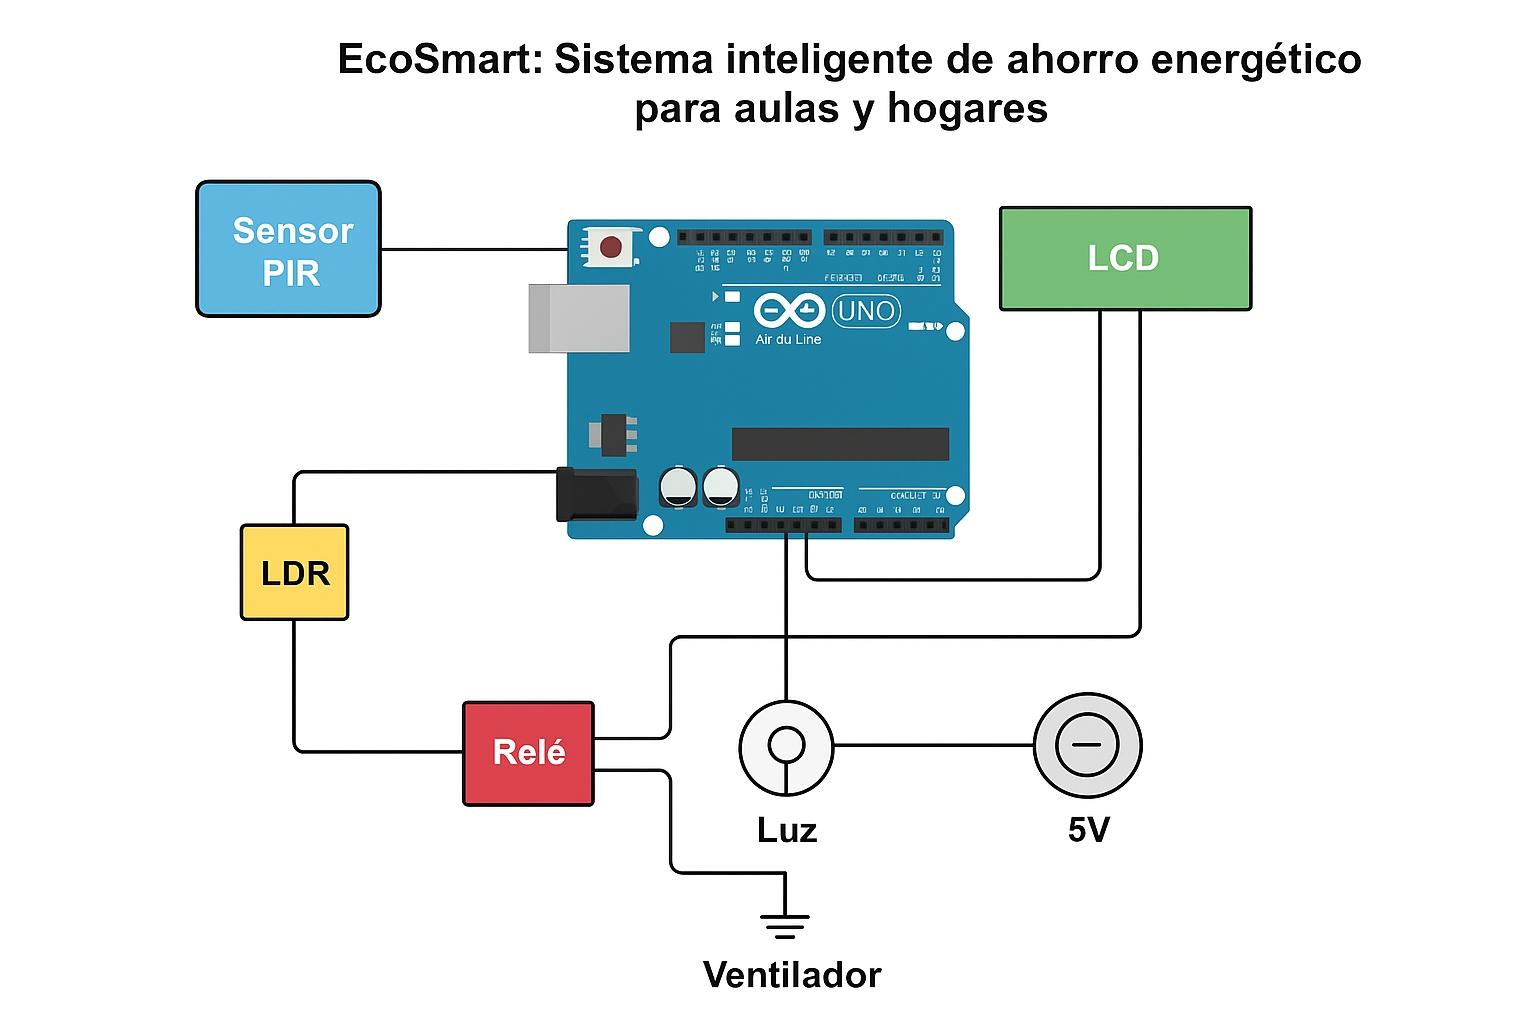 EcoSmart: Sistema inteligente de ahorro energético
para aulas y hogares
Sensor
PIR
LCD
UNO
Air du Line
LDR
Relé
Luz
5V
Ventilador